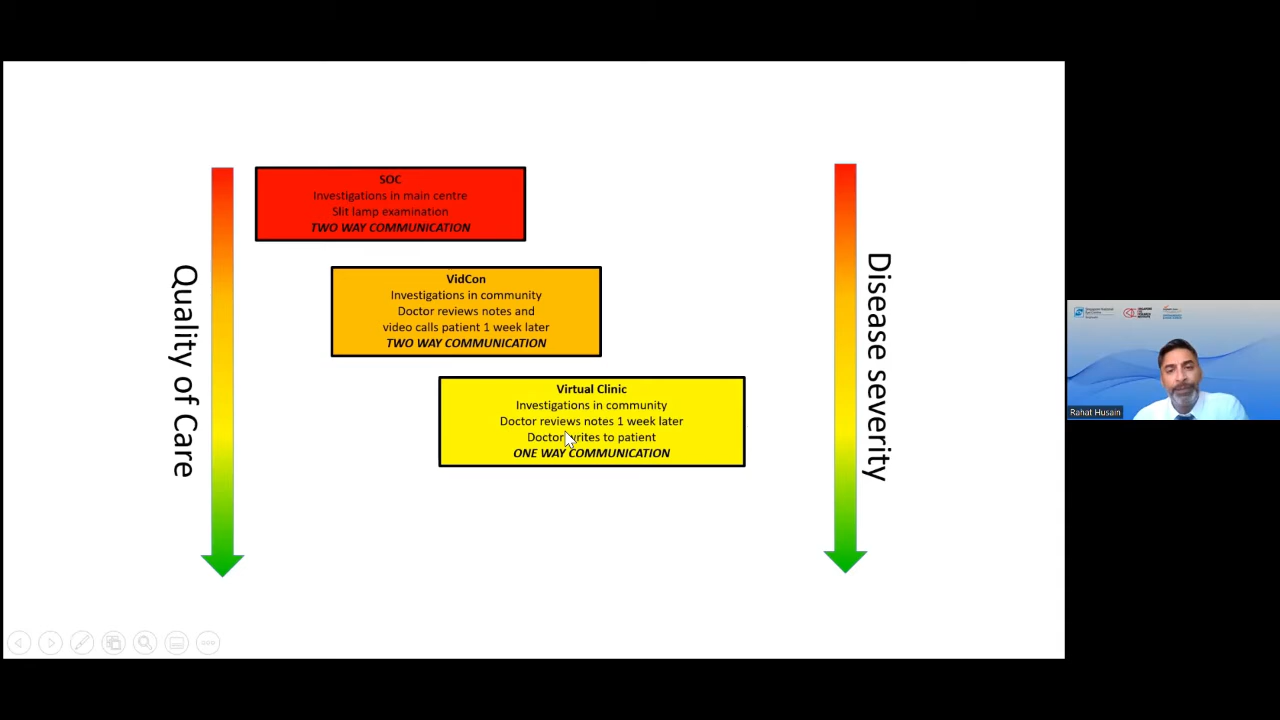 SOC
Investigations in main centre
Slit lamp examination
TWO WAY COMMUNICATION
VidCon
Investigations in community
Doctor reviews notes and
video calls patient 1 week later
TWO WAY COMMUNICATION
Virtual Clinic
Investigations in community
Doctor reviews notes 1 week later
Doctor writes to patient
ONE WAY COMMUNICATION
Quality of Care
Disease severity
Rahat Husain